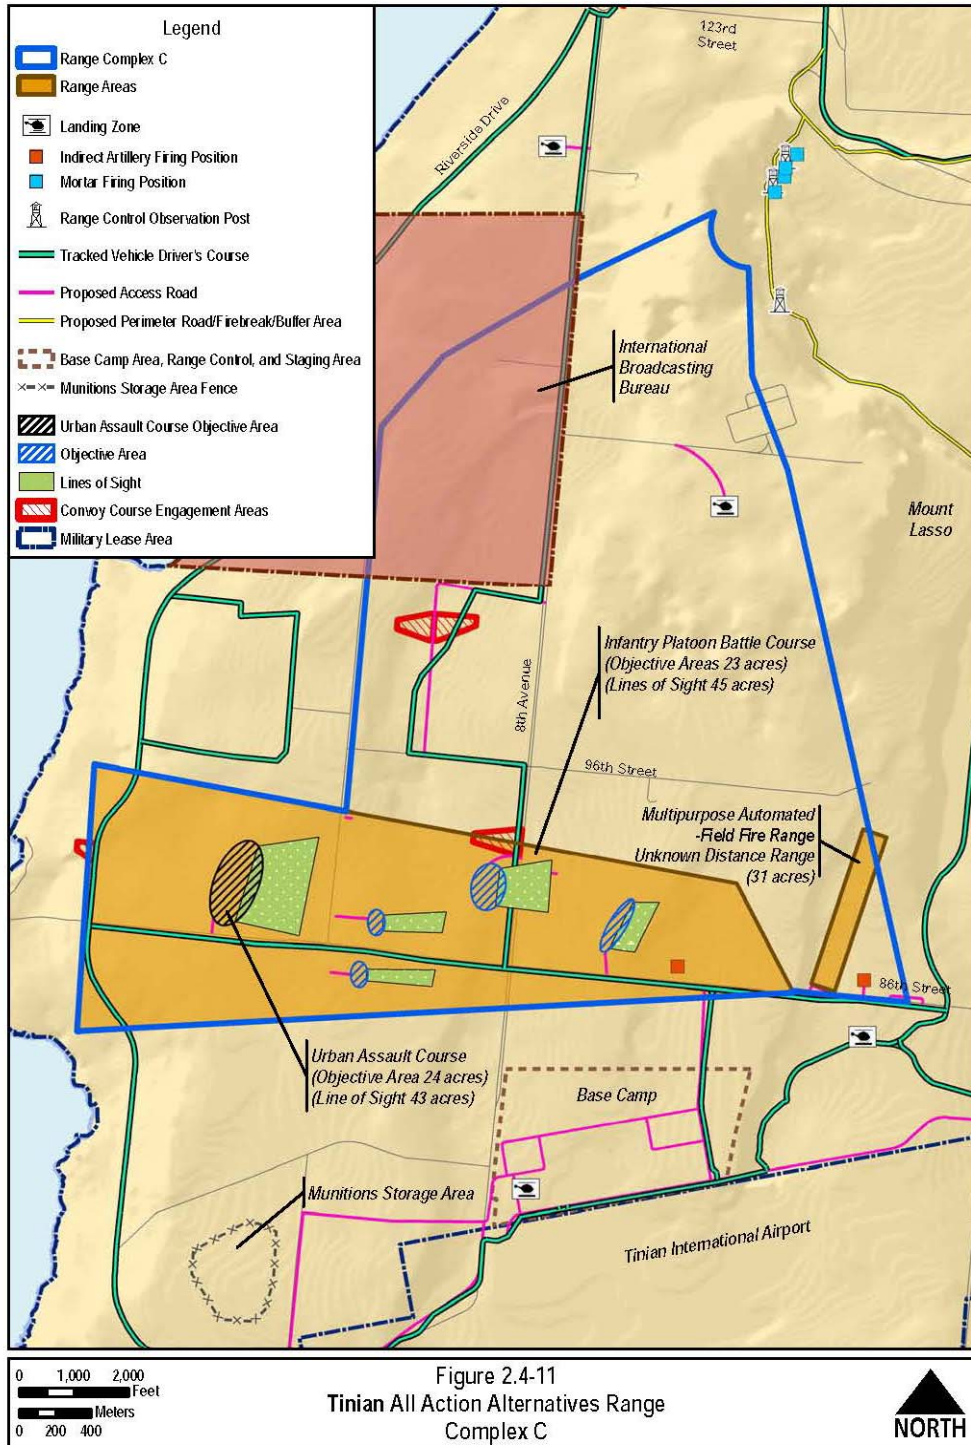 Legend
Range Complex C
Range Areas
Landing Zone
Indirect Artillery Firing Position
Mortar Firing Position
Range Control Observation Post
Tracked Vehicle Driver's Course
Proposed Access Road
Proposed Perimeter Road/Firebreak/Buffer Area
Base Camp Area, Range Control, and Staging Area
Munitions Storage Area Fence
Urban Assault Course Objective Area
Objective Area
Lines of Sight
Convoy Course Engagement Areas
Military Lease Area
123rd
Street
Riverside Drive
International
Broadcasting
Bureau
Mount
Lasso
Infantry Platoon Battle Course
(Objective Areas 23 acres)
(Lines of Sight 45 acres)
8th Avenue
96th Street
Multipurpose Automated
-Field Fire Range
Unknown Distance Range
(31 acres)
86th Street
Urban Assault Course
(Objective Area 24 acres)
(Line of Sight 43 acres)
Base Camp
Munitions Storage Area
Tinian International Airport
0 1,000 2,000
Feet
Meters
0 200 400
Figure 2.4-11
Tinian All Action Alternatives Range
Complex C
NORTH